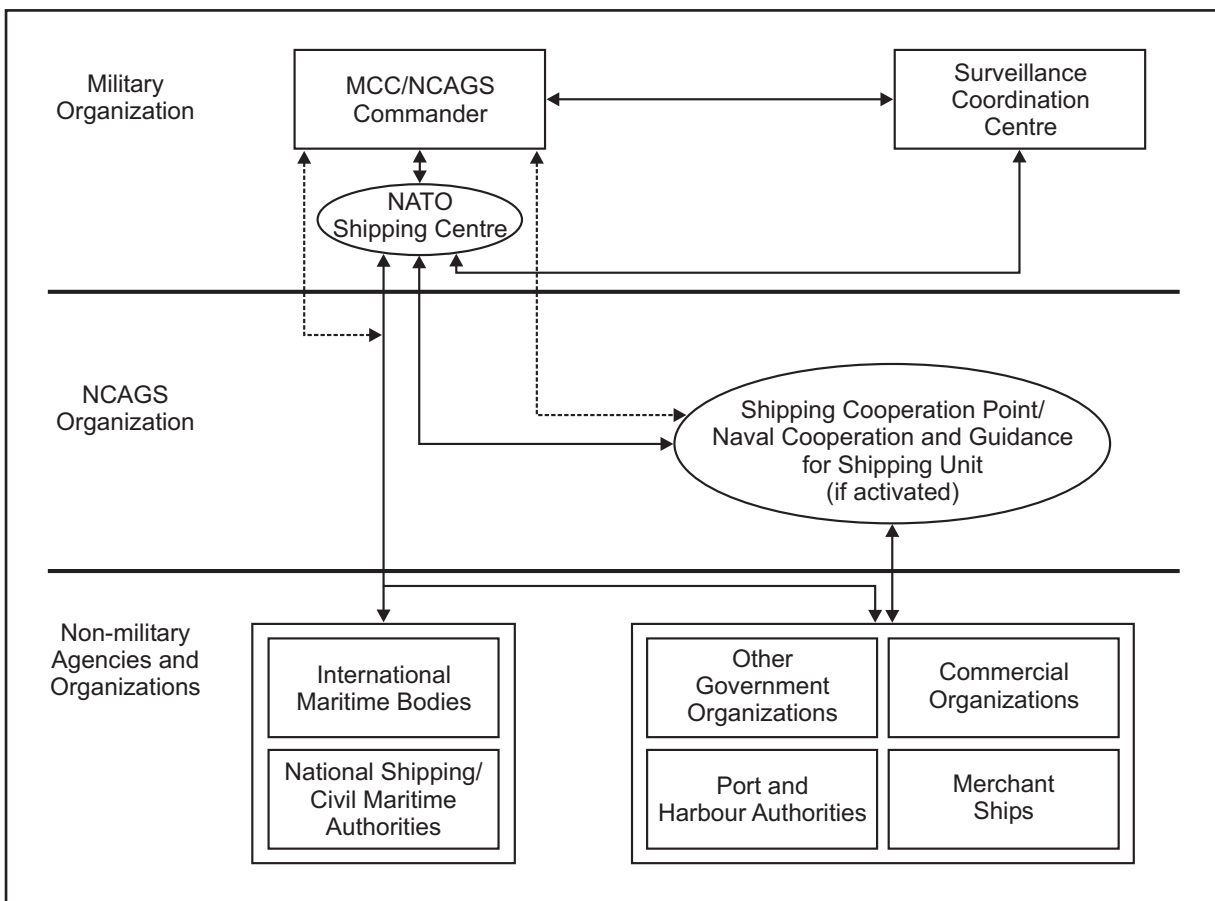 Military
Organization
MCC/NCAGS
Commander
Surveillance
Coordination
Centre
NATO
Shipping Centre
NCAGS
Organization
Shipping Cooperation Point/
Naval Cooperation and Guidance
for Shipping Unit
(if activated)
Non-military
Agencies and
Organizations
International
Maritime Bodies
National Shipping/
Civil Maritime
Authorities
Other
Government
Organizations
Commercial
Organizations
Port and
Harbour Authorities
Merchant
Ships